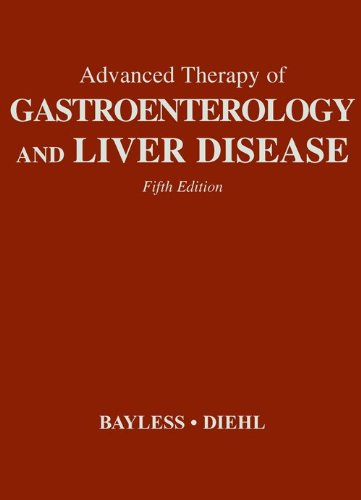 Advanced Therapy of
GASTROENTEROLOGY
AND LIVER DISEASE
Fifth Edition
BAYLESS • DIEHL